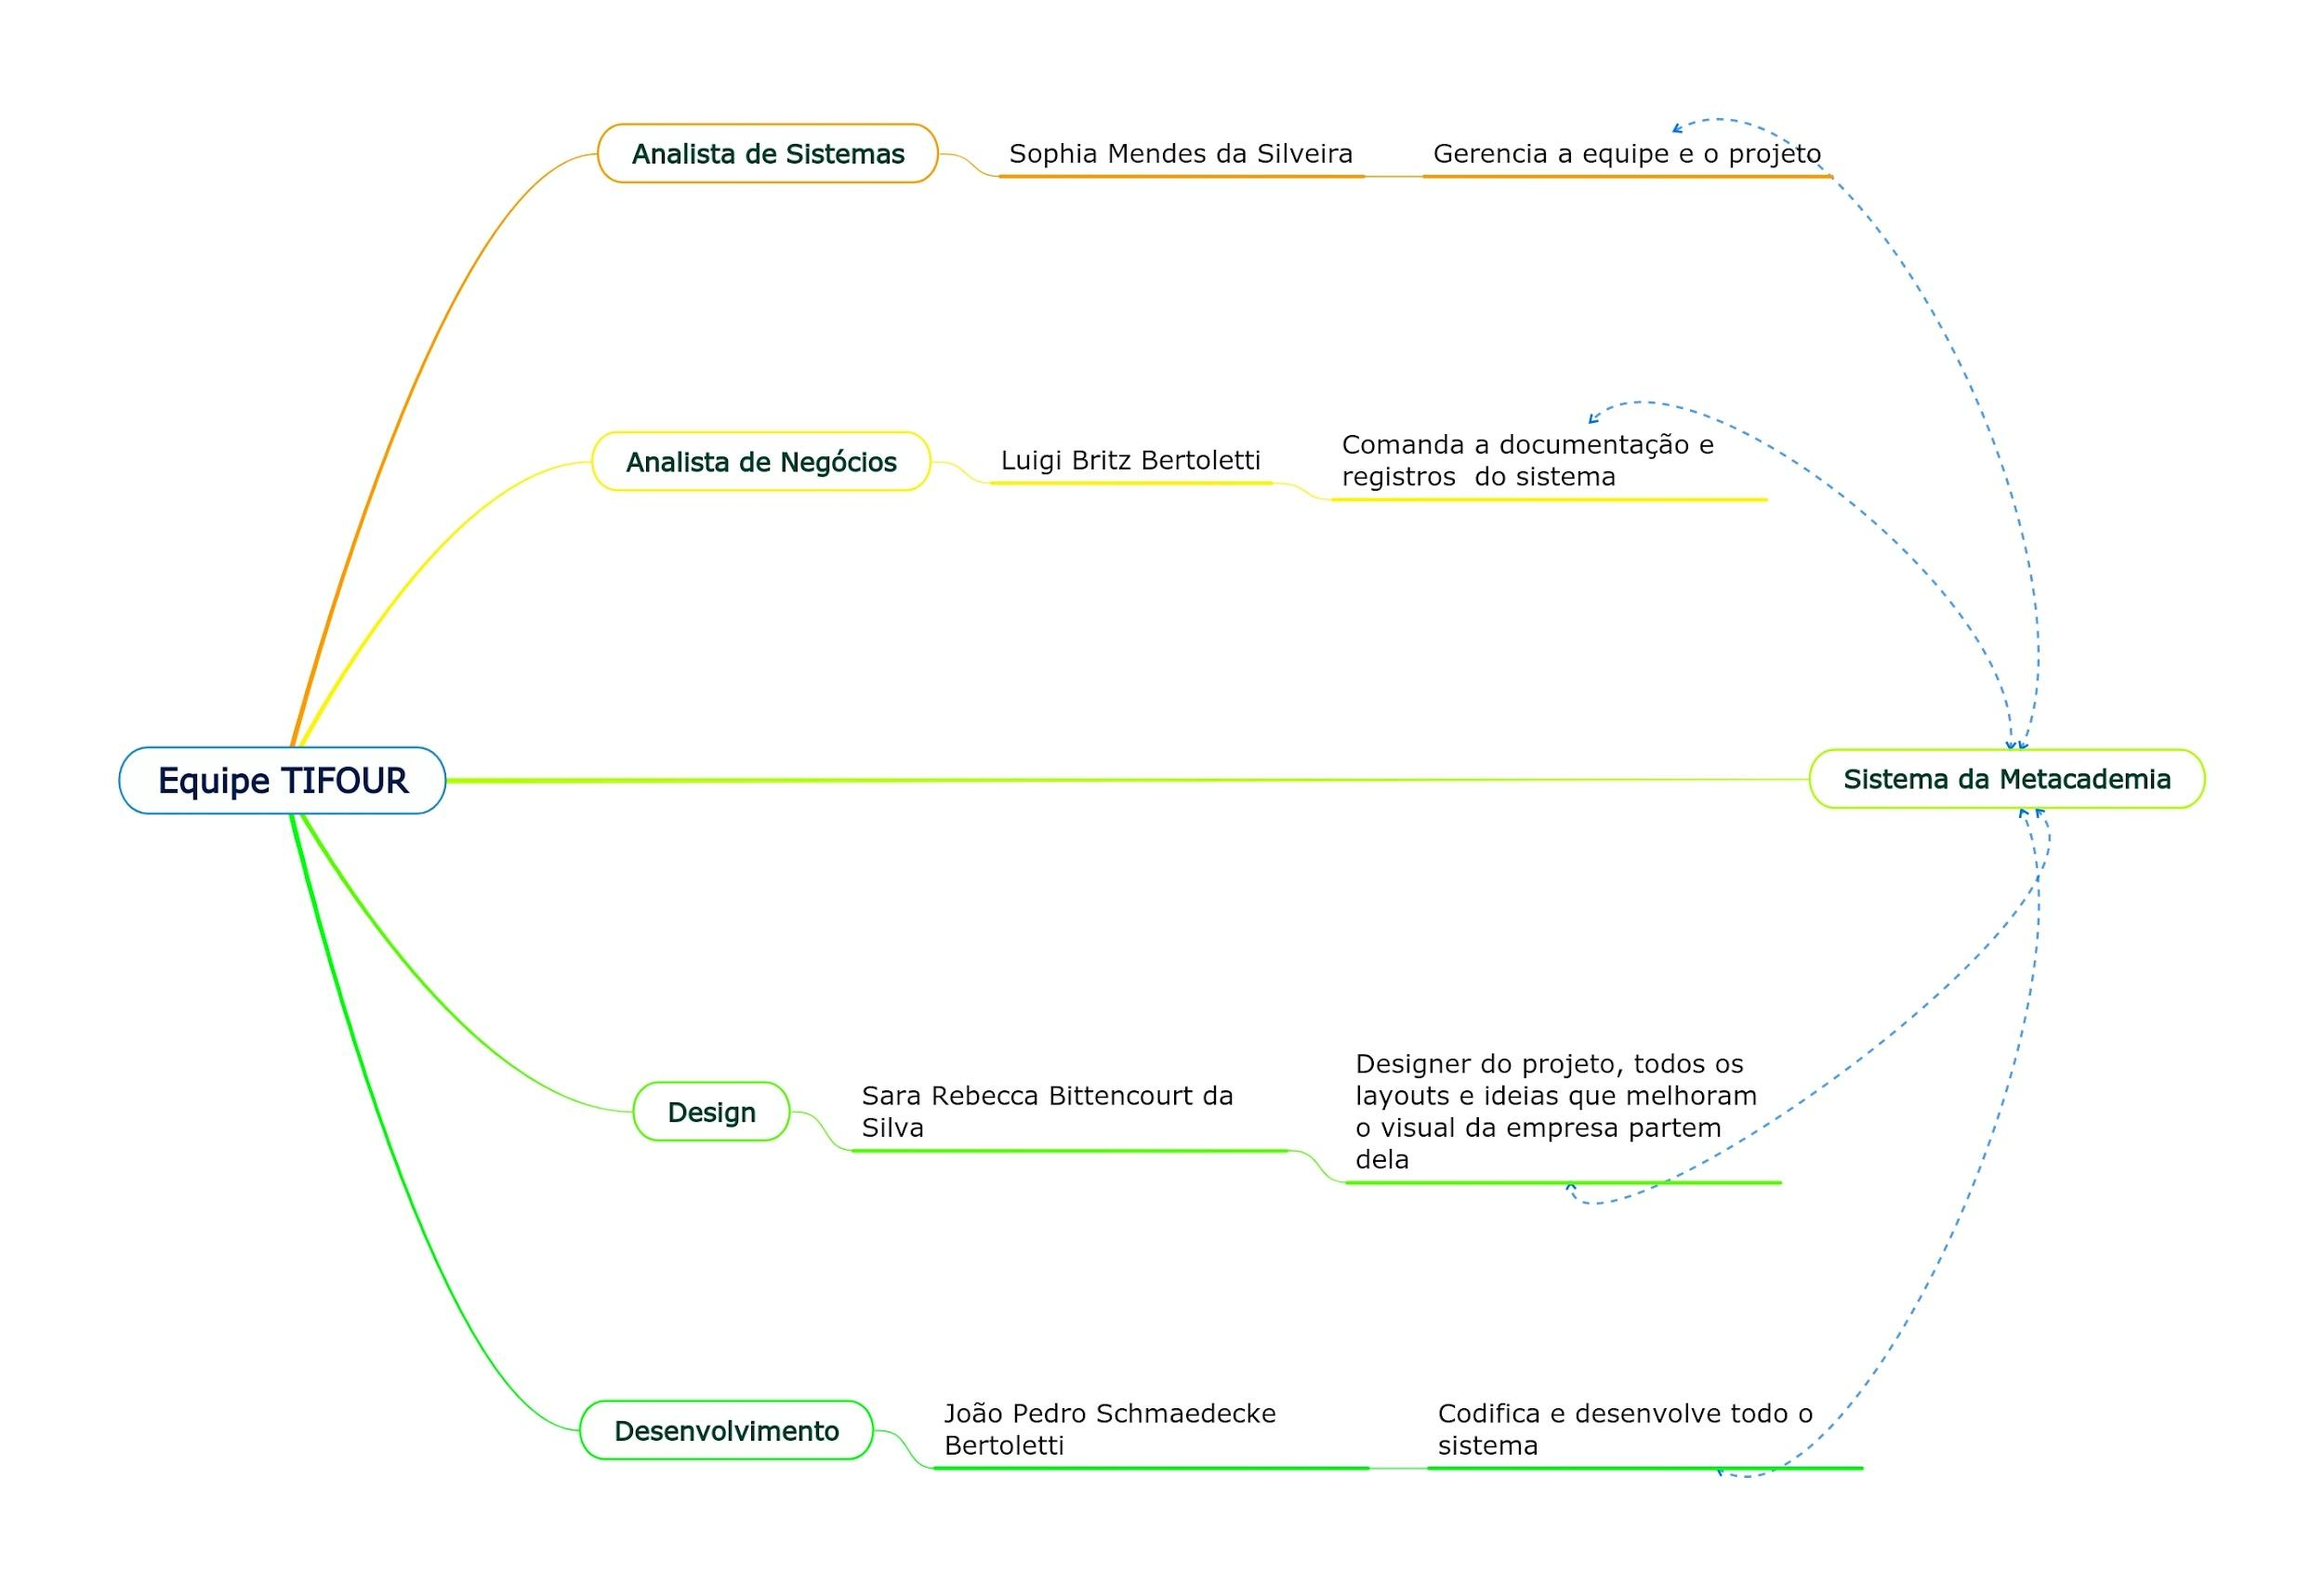 Analista de Sistemas
Sophia Mendes da Silveira
Gerencia a equipe e o projeto
Analista de Negócios
Luigi Britz Bertoletti
Comanda a documentação e
registros  do sistema
Equipe TIFOUR
Sistema da Metacademia
Design
Sara Rebecca Bittencourt da
Silva
Designer do projeto, todos os
layouts e ideias que melhoram
o visual da empresa partem
dela
Desenvolvimento
João Pedro Schmaedecke
Bertoletti
Codifica e desenvolve todo o
sistema